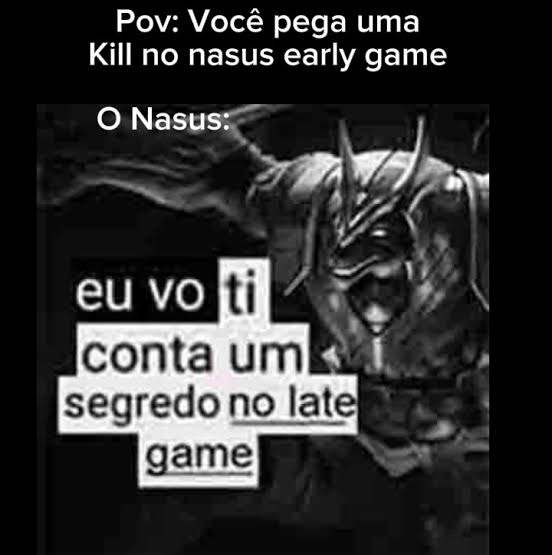 Pov: Você pega uma
Kill no nasus early game
O Nasus:
eu vo ti
conta um
segredo no late
game